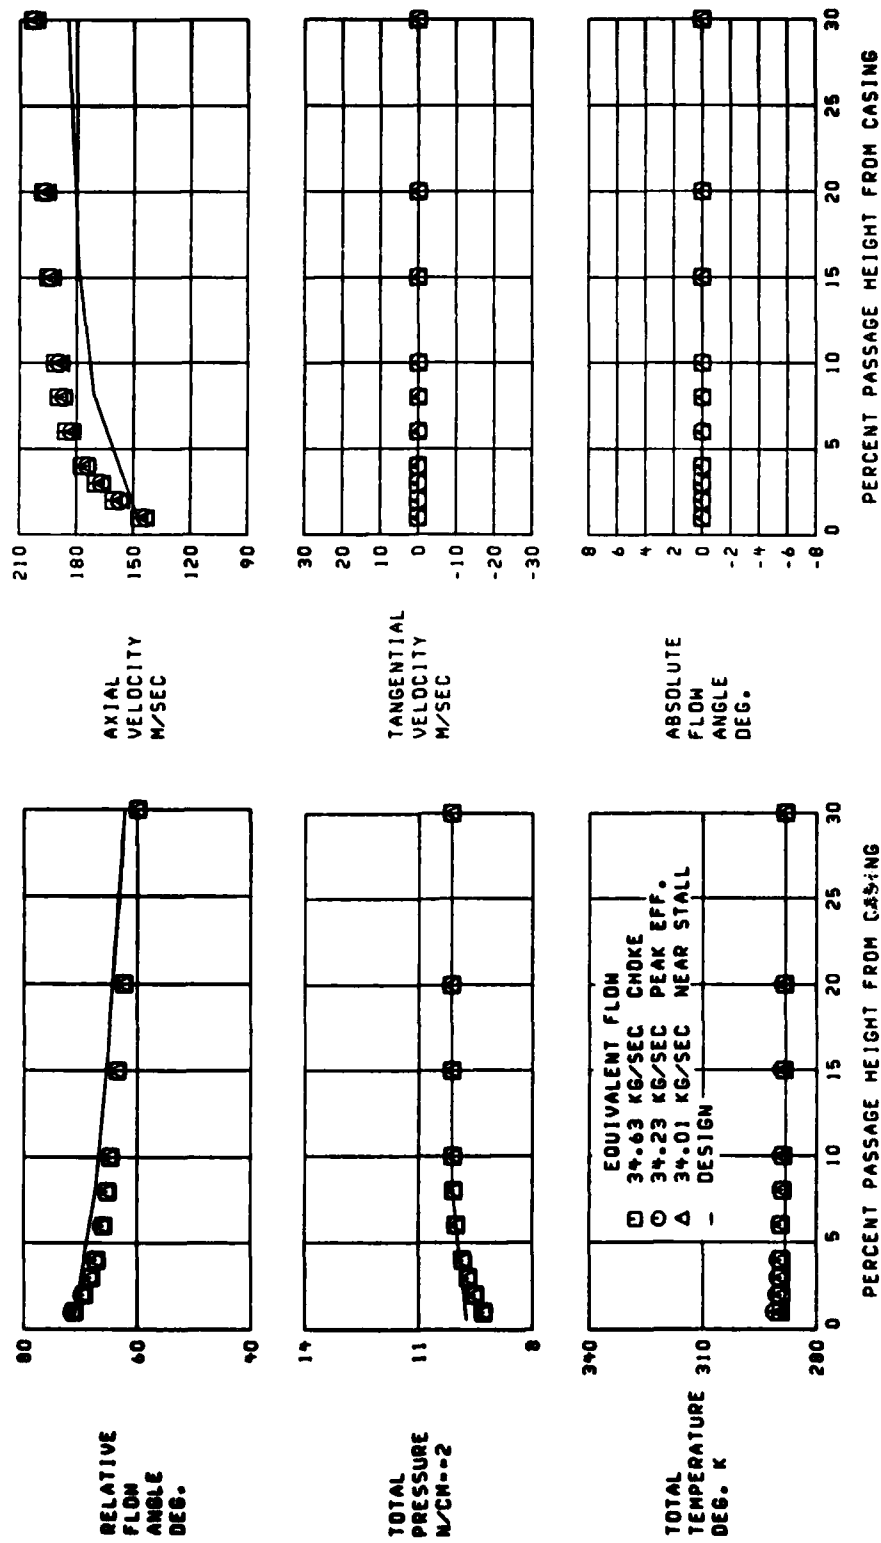 80
60
40
RELATIVE
FLOW
ANGLE
DEG.
14
11
8
TOTAL
PRESSURE
N/CM**2
340
310
280
TOTAL
TEMPERATURE
DEG. K
EQUIVALENT FLOW
34.63 KG/SEC CHOKE
34.23 KG/SEC PEAK EFF.
34.01 KG/SEC NEAR STALL
DESIGN
0 5 10 15 20 25 30
PERCENT PASSAGE HEIGHT FROM CASING
210
180
150
120
90
AXIAL
VELOCITY
M/SEC
30
20
10
0
-10
-20
-30
TANGENTIAL
VELOCITY
M/SEC
8
6
4
2
0
-2
-4
-6
-8
ABSOLUTE
FLOW
ANGLE
DEG.
0 5 10 15 20 25 30
PERCENT PASSAGE HEIGHT FROM CASING